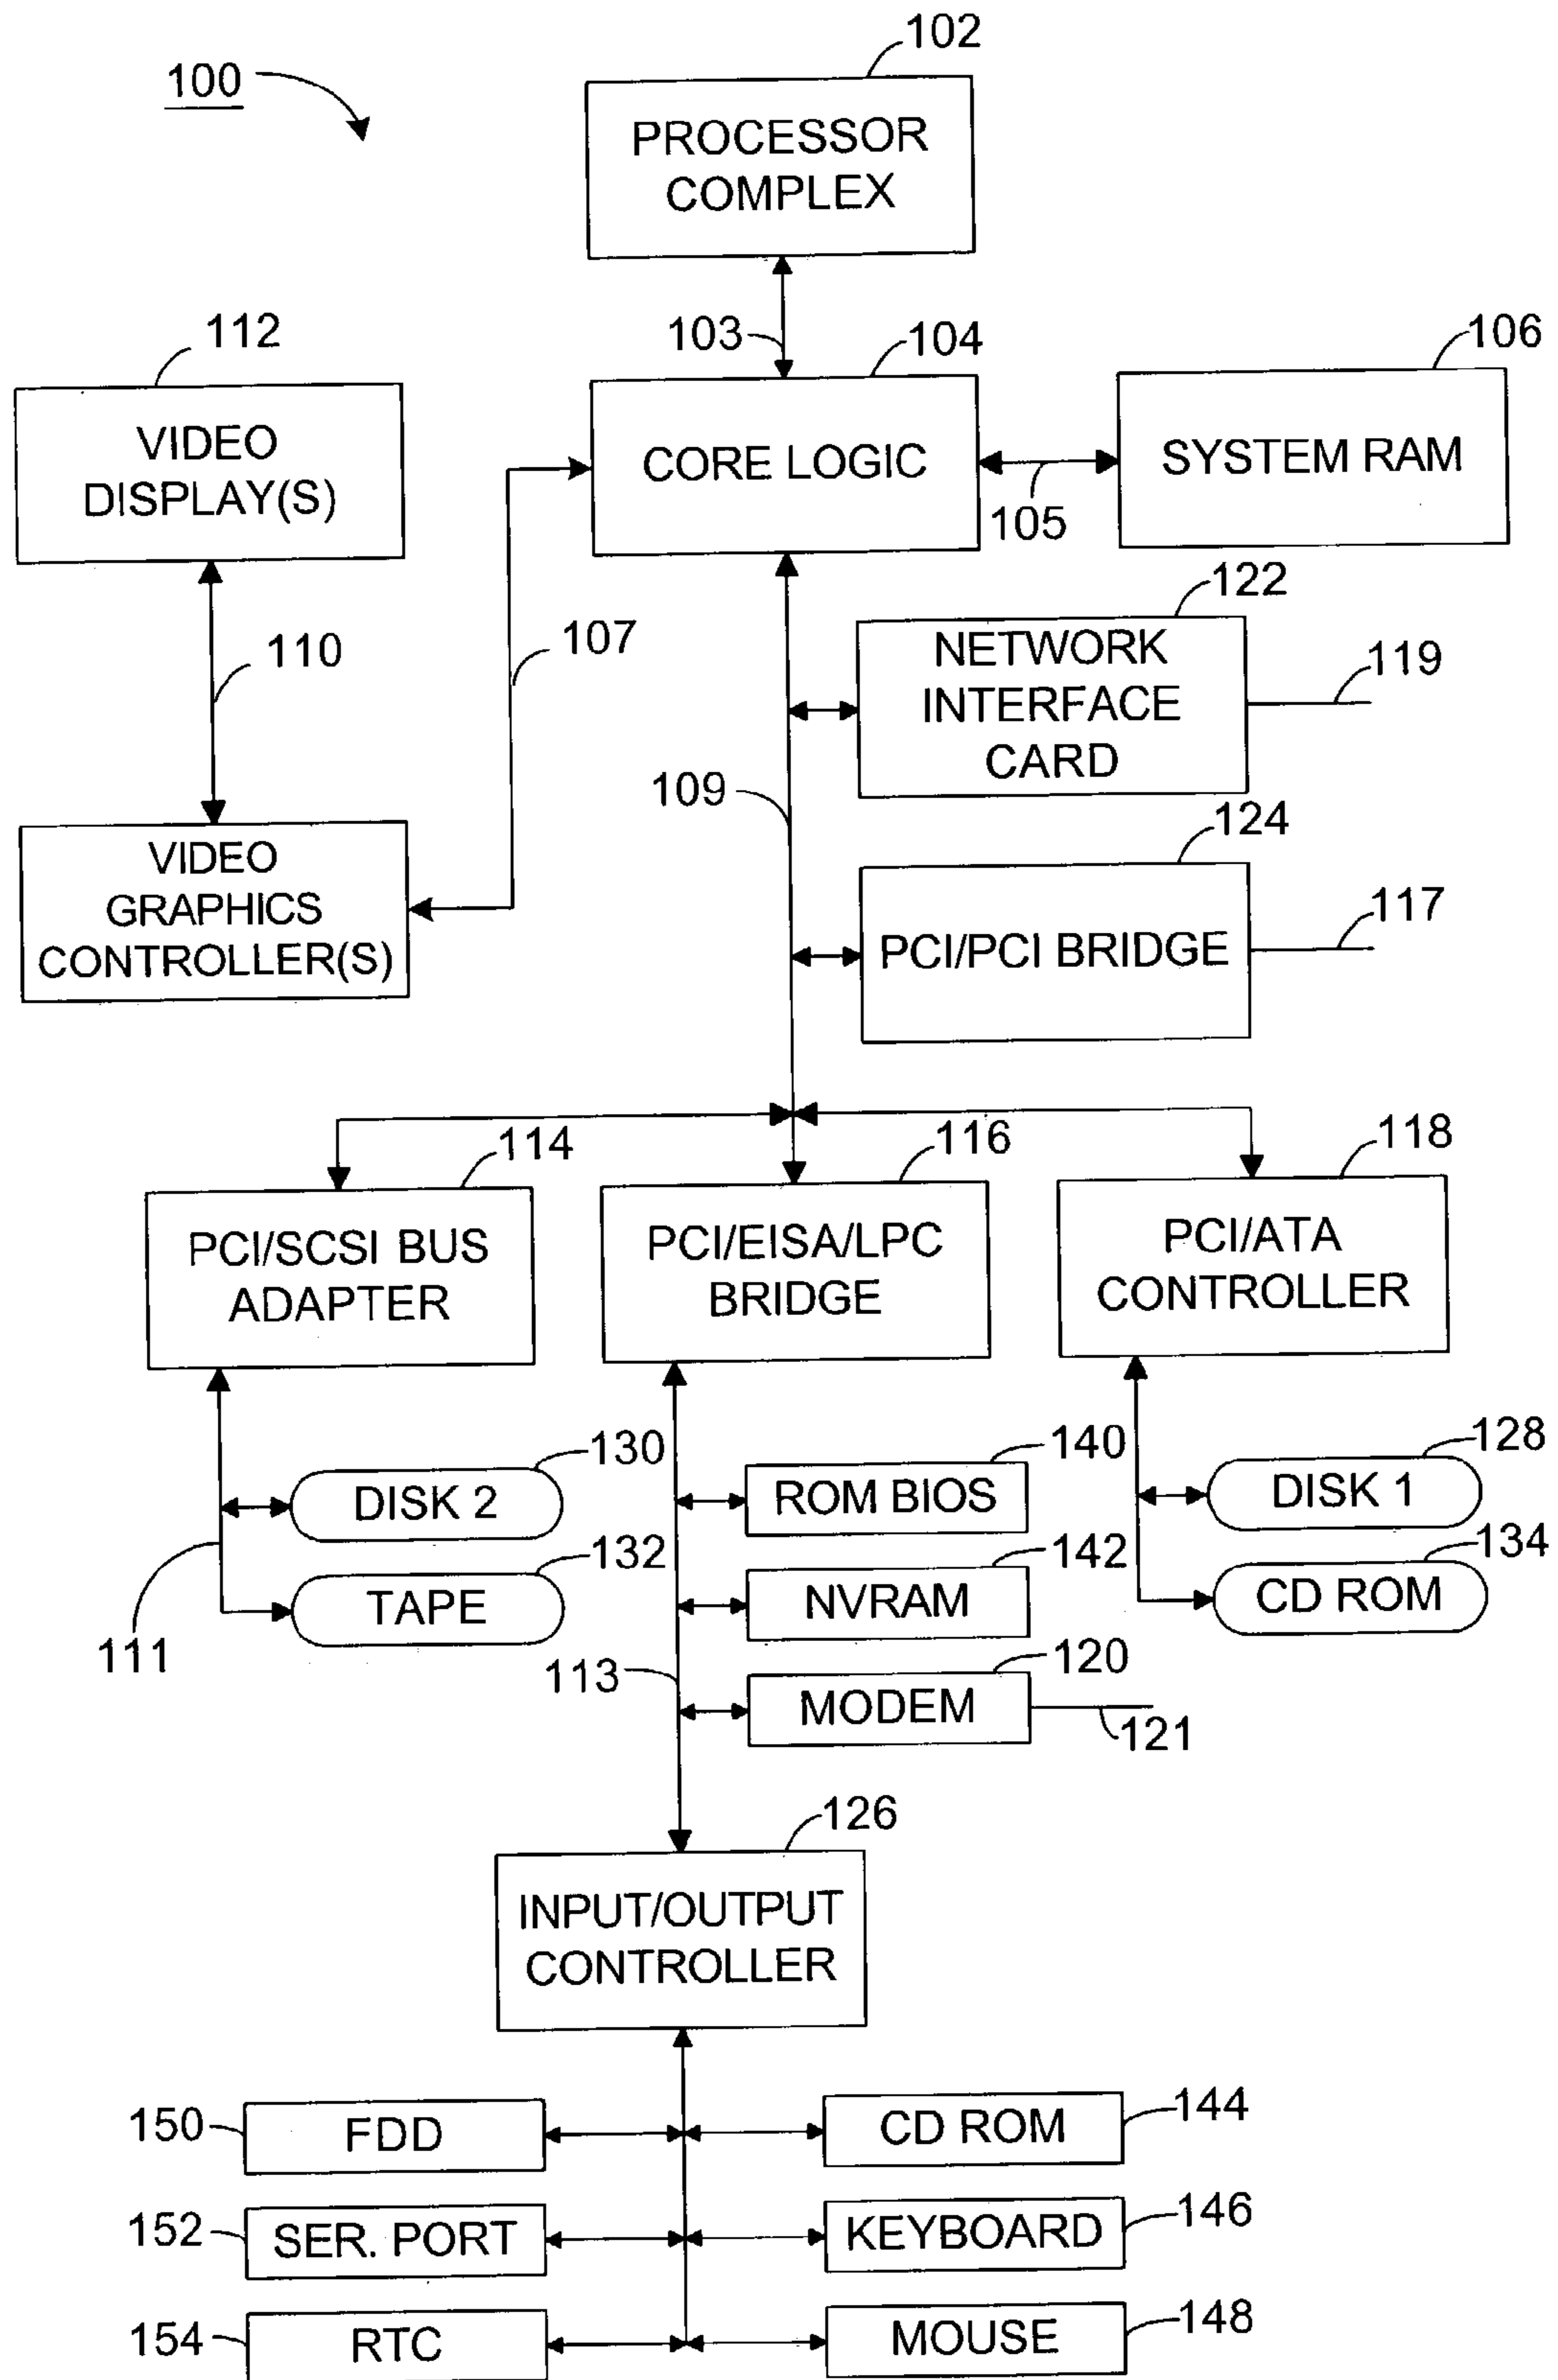 100
102
PROCESSOR
COMPLEX
103
104
106
112
VIDEO
DISPLAY(S)
CORE LOGIC
SYSTEM RAM
105
110
107
122
NETWORK
INTERFACE
CARD
119
109
124
VIDEO
GRAPHICS
CONTROLLER(S)
PCI/PCI BRIDGE
117
114
116
118
PCI/SCSI BUS
ADAPTER
PCI/EISA/LPC
BRIDGE
PCI/ATA
CONTROLLER
130
DISK 2
140
ROM BIOS
128
DISK 1
132
TAPE
142
NVRAM
134
CD ROM
111
113
120
MODEM
121
126
INPUT/OUTPUT
CONTROLLER
150
FDD
CD ROM
144
152
SER. PORT
KEYBOARD
146
154
RTC
MOUSE
148